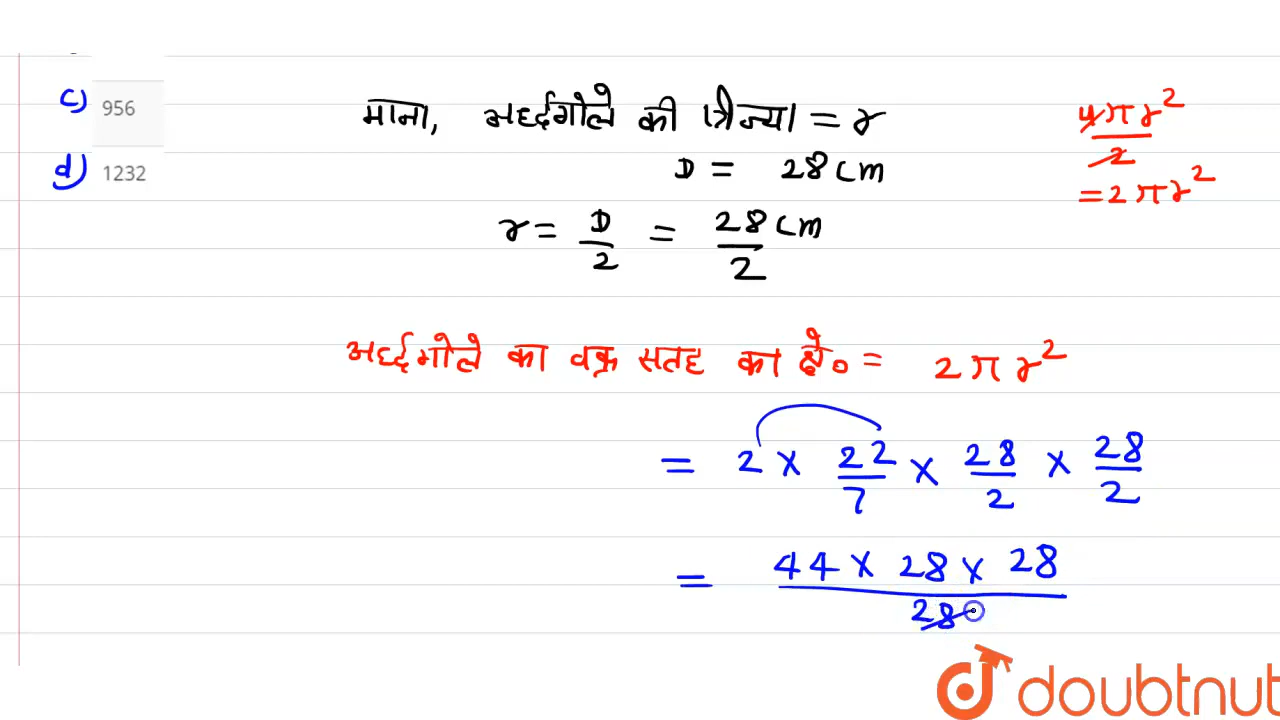 c) 956
d) 1232
माना, अर्द्धगोले की त्रिज्या = r
D = 28 cm
r = D/2 = 28 cm/2
4πr²/2
= 2πr²
अर्द्धगोले का वक्र सतह का क्षे० = 2πr²
= 2 × 22/7 × 28/2 × 28/2
= 44 × 28 × 28/28
doubtnut